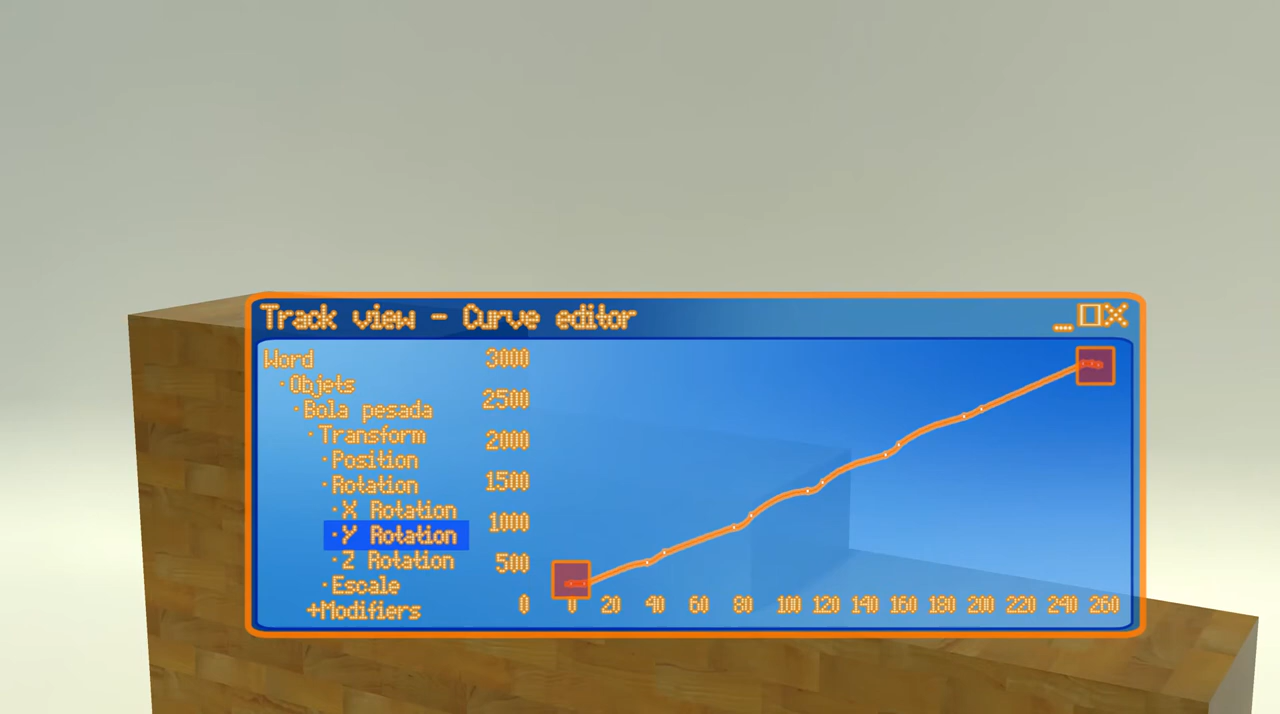 Track view - Curve editor
Word
·Objets
·Bola pesada
·Transform
·Position
·Rotation
·X Rotation
·Y Rotation
·Z Rotation
·Escale
+Modifiers
3000
2500
2000
1500
1000
500
0
0 20 40 60 80 100 120 140 160 180 200 220 240 260